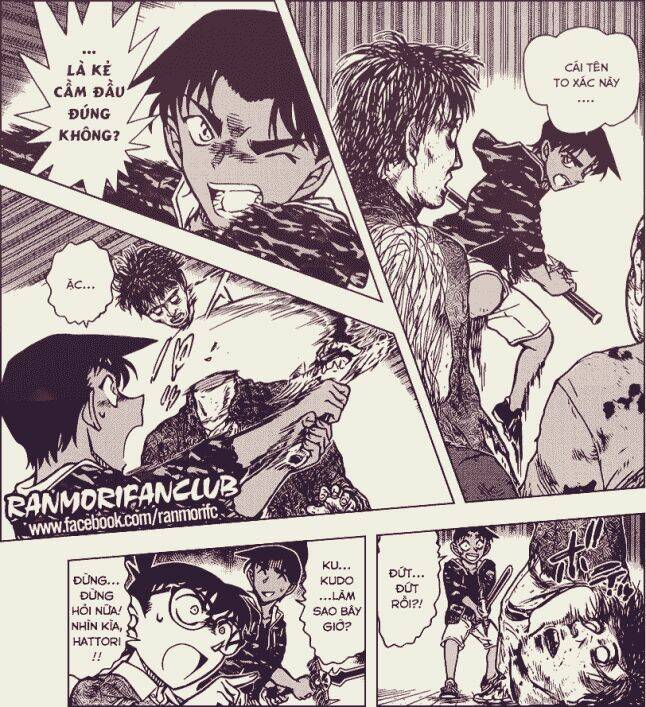 CÁI TÊN
TO XÁC NÀY
....
...
LÀ KẺ
CẦM ĐẦU
ĐÚNG
KHÔNG?
ẶC...
RANMORIFANCLUB
www.facebook.com/ranmorifc
ĐỨT...
ĐỨT
RỒI?!
KU...
KUDO
...LÀM
SAO BÂY
GIỜ?
ĐỪNG...
ĐỪNG
HỎI NỮA!
NHÌN KÌA,
HATTORI
!!